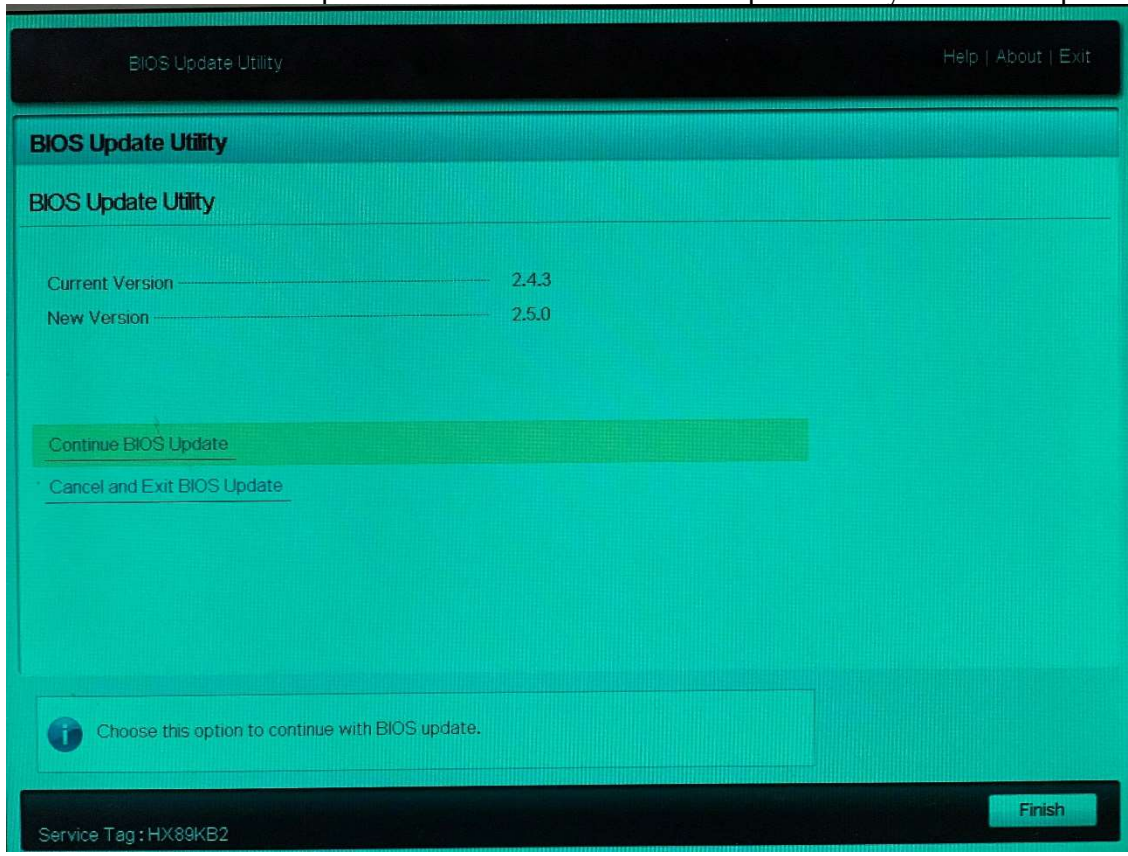 BIOS Update Utility
Help | About | Exit
BIOS Update Utility
BIOS Update Utility
Current Version 2.4.3
New Version 2.5.0
Continue BIOS Update
Cancel and Exit BIOS Update
Choose this option to continue with BIOS update.
Finish
Service Tag : HX89KB2